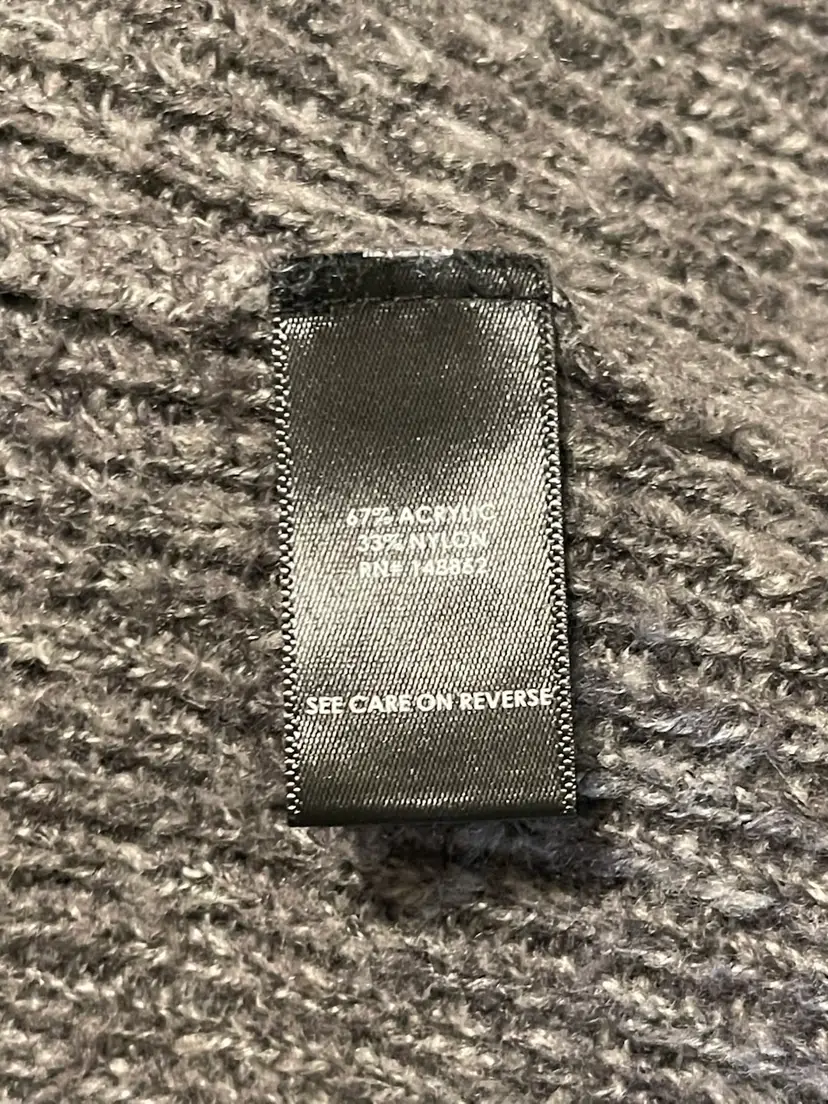 67% ACRYLIC
33% NYLON
RN# 148862
SEE CARE ON REVERSE